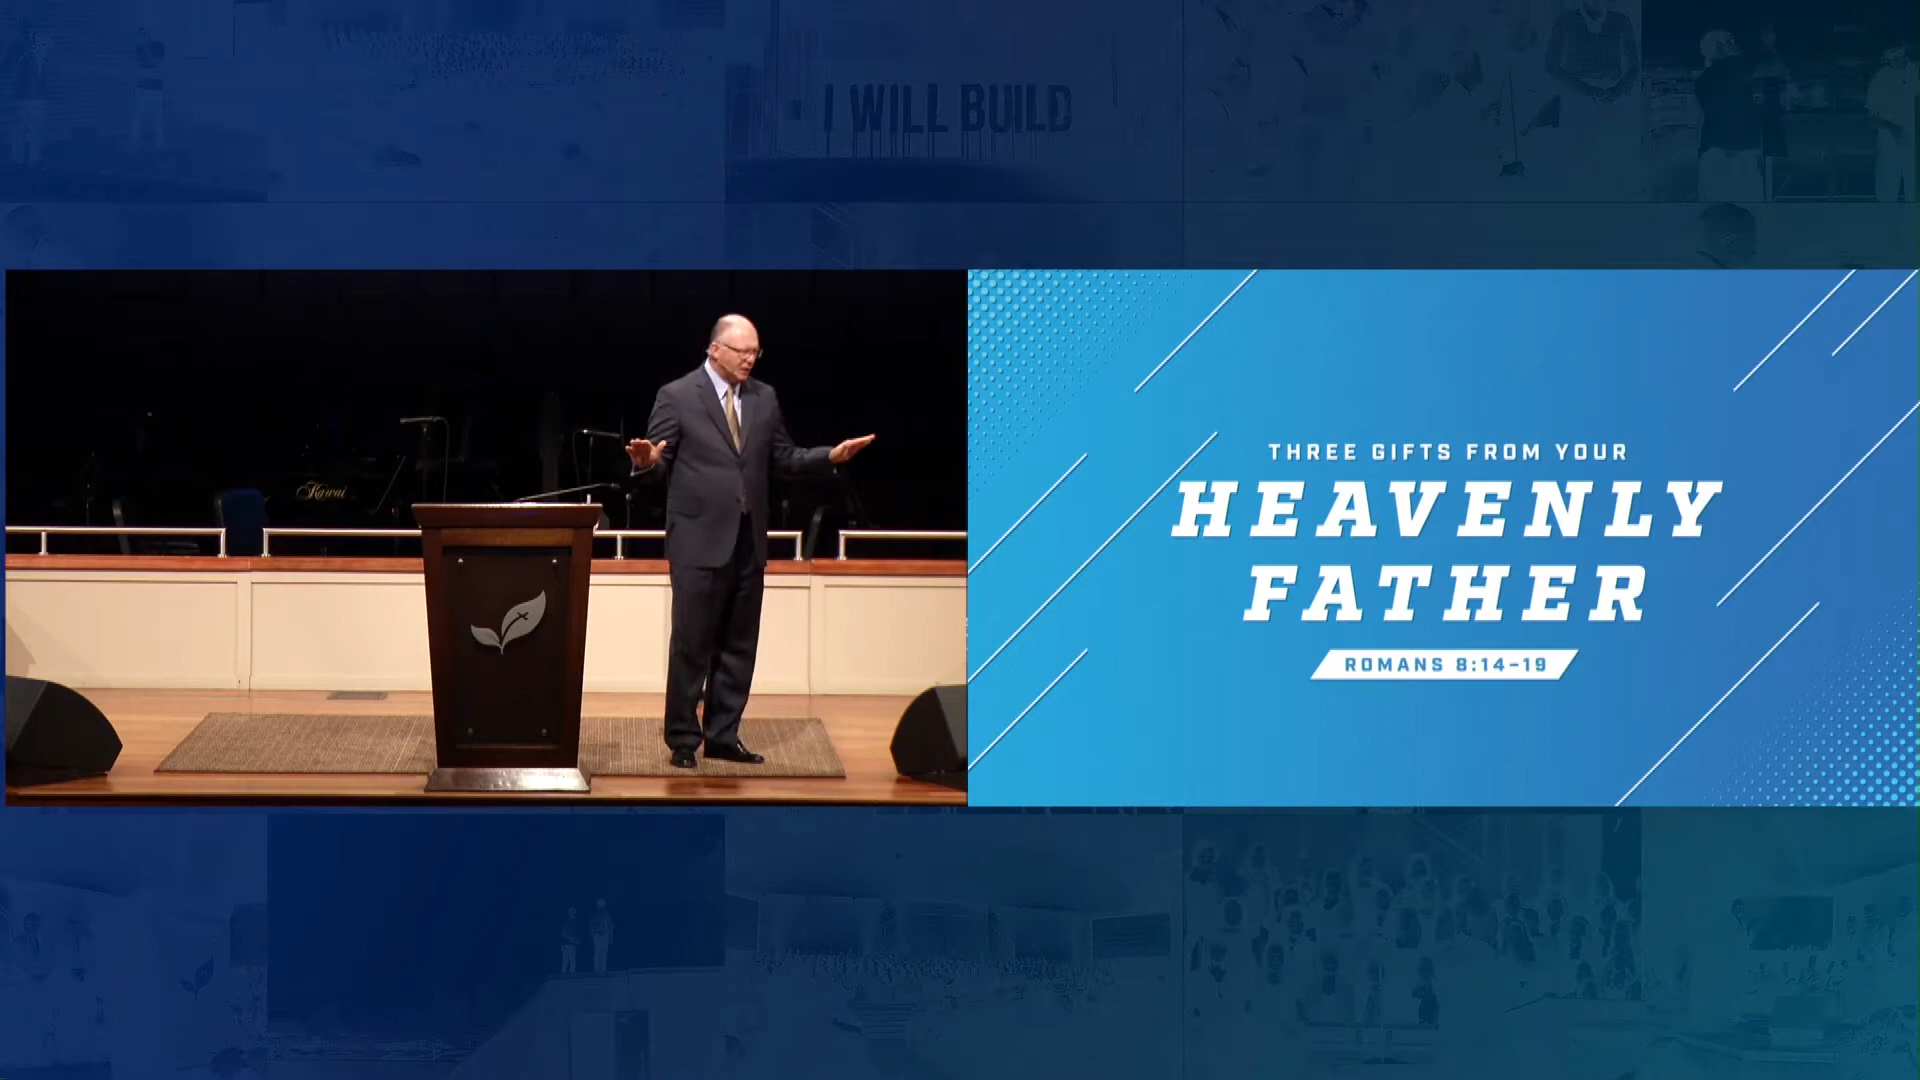 I WILL BUILD
Kawai
THREE GIFTS FROM YOUR
HEAVENLY
FATHER
ROMANS 8:14-19